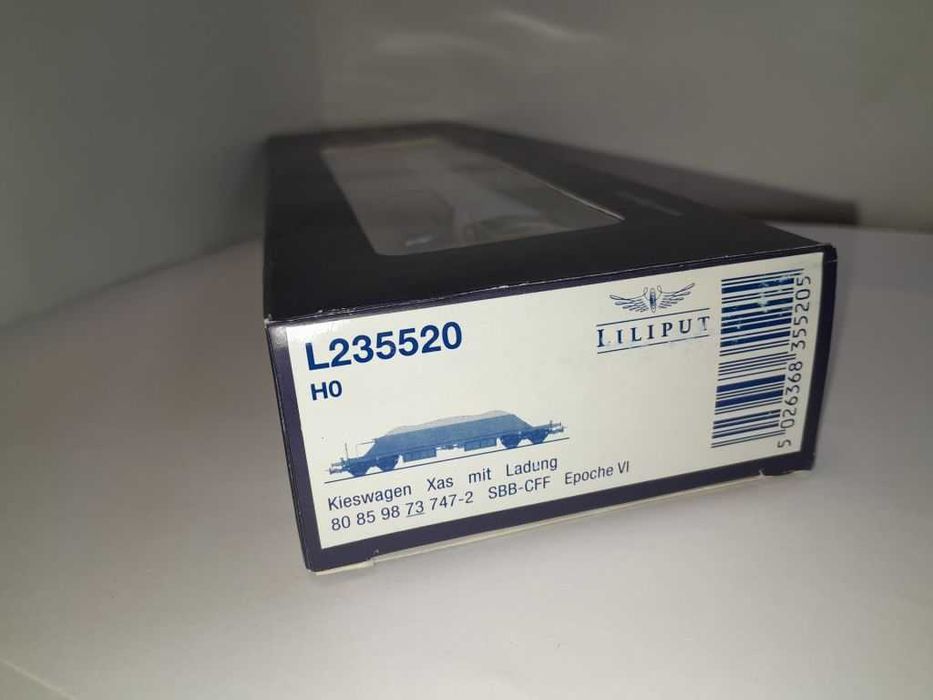 L235520
H0
LILIPUT
Kieswagen Xas mit Ladung
80 85 98 73 747-2 SBB-CFF Epoche VI
5 026368 355205